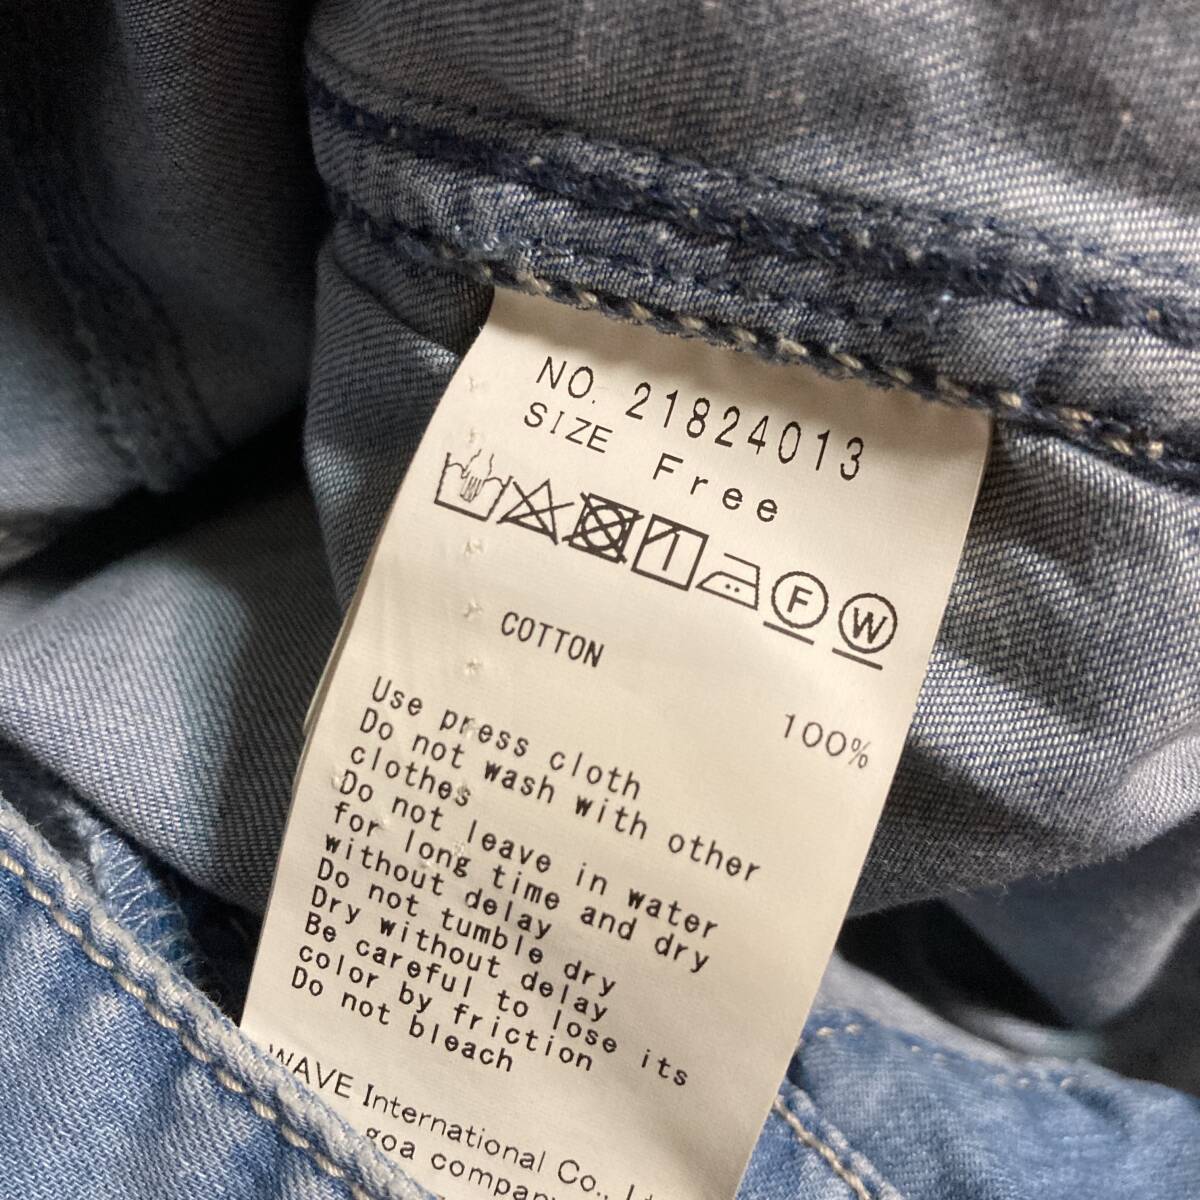 NO. 21824013
SIZE Free
F W
COTTON 100%
Use press cloth
Do not wash with other
clothes
Do not leave in water
for long time and dry
without delay
Do not tumble dry
Dry without delay
Be careful to lose its
color by friction
Do not bleach
WAVE International Co.,
goa company